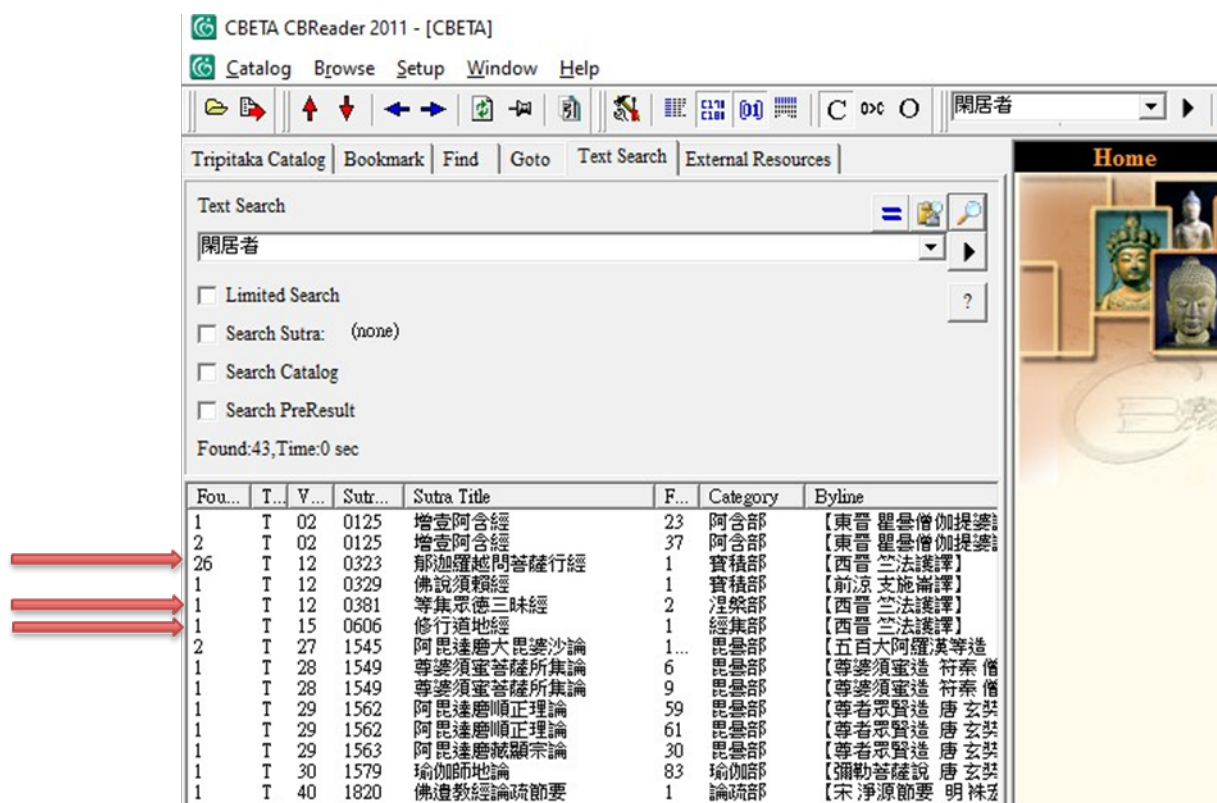 CBETA CBReader 2011 - [CBETA]
Catalog Browse Setup Window Help
C O 閑居者
Tripitaka Catalog Bookmark Find Goto Text Search External Resources Home
Text Search
閑居者
Limited Search ?
Search Sutra: (none)
Search Catalog
Search PreResult
Found:43,Time:0 sec
Fou... T... V... Sutr... Sutra Title F... Category Byline
1 T 02 0125 增壹阿含經 23 阿含部 【東晉 瞿曇僧伽提婆
2 T 02 0125 增壹阿含經 37 阿含部 【東晉 瞿曇僧伽提婆
26 T 12 0323 郁迦羅越問菩薩行經 1 寶積部 【西晉 竺法護譯】
1 T 12 0329 佛說須賴經 1 寶積部 【前涼 支施崙譯】
1 T 12 0381 等集眾德三昧經 2 涅槃部 【西晉 竺法護譯】
1 T 15 0606 修行道地經 1 經集部 【西晉 竺法護譯】
2 T 27 1545 阿毘達磨大毘婆沙論 1... 毘曇部 【五百大阿羅漢等造
1 T 28 1549 尊婆須蜜菩薩所集論 6 毘曇部 【尊婆須蜜造 符秦 僧
1 T 28 1549 尊婆須蜜菩薩所集論 9 毘曇部 【尊婆須蜜造 符秦 僧
1 T 29 1562 阿毘達磨順正理論 59 毘曇部 【尊者眾賢造 唐 玄奘
1 T 29 1562 阿毘達磨順正理論 61 毘曇部 【尊者眾賢造 唐 玄奘
1 T 29 1563 阿毘達磨藏顯宗論 30 毘曇部 【尊者眾賢造 唐 玄奘
1 T 30 1579 瑜伽師地論 83 瑜伽部 【彌勒菩薩說 唐 玄奘
1 T 40 1820 佛遺教經論疏節要 1 論疏部 【宋 淨源節要 明 袾宏